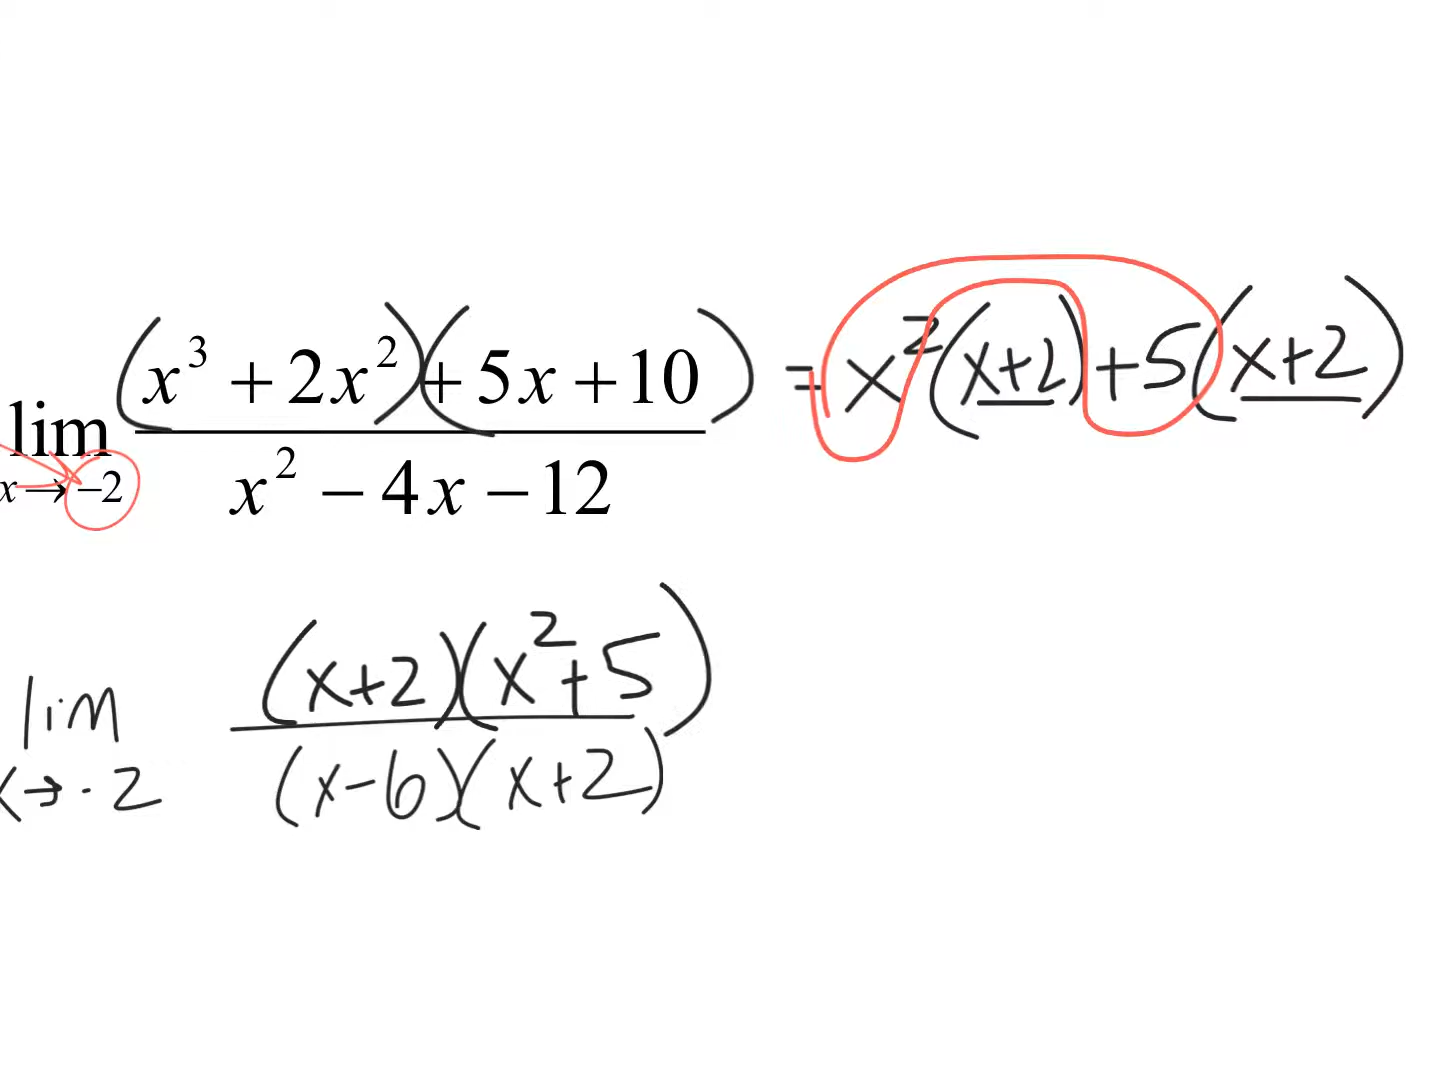 lim x→−2 (x³ + 2x²)(+ 5x + 10) / x² − 4x − 12 = x²(x+2)+5(x+2)
lim x→-2 (x+2)(x²+5) / (x-6)(x+2)